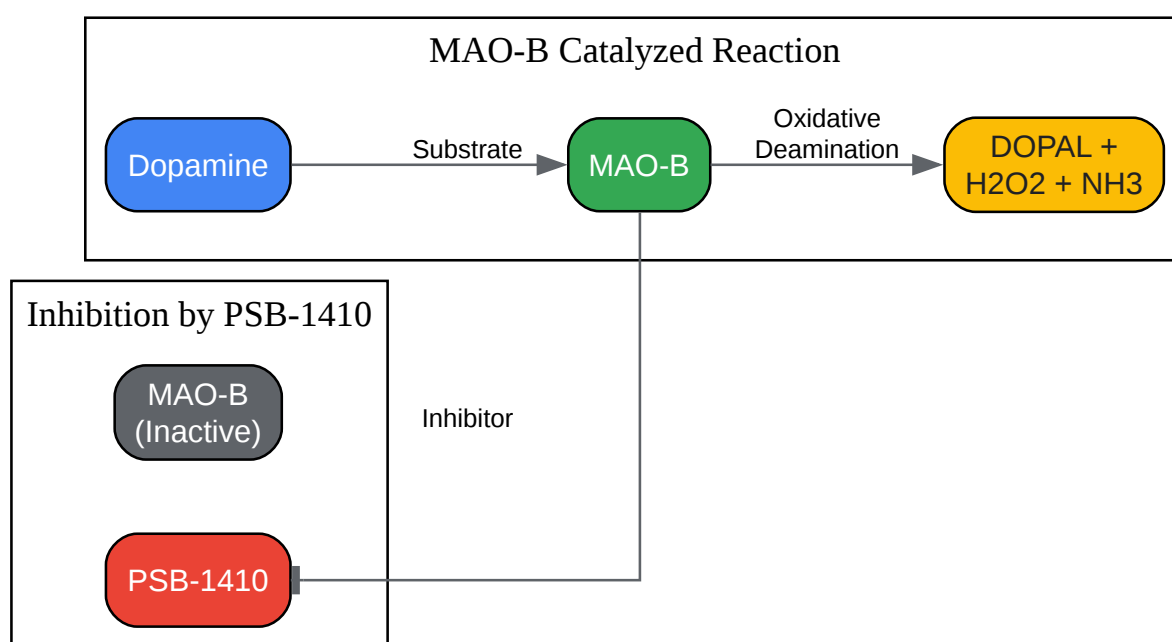 MAO-B Catalyzed Reaction
Dopamine
Substrate
MAO-B
Oxidative
Deamination
DOPAL +
H2O2 + NH3
Inhibition by PSB-1410
MAO-B
(Inactive)
Inhibitor
PSB-1410